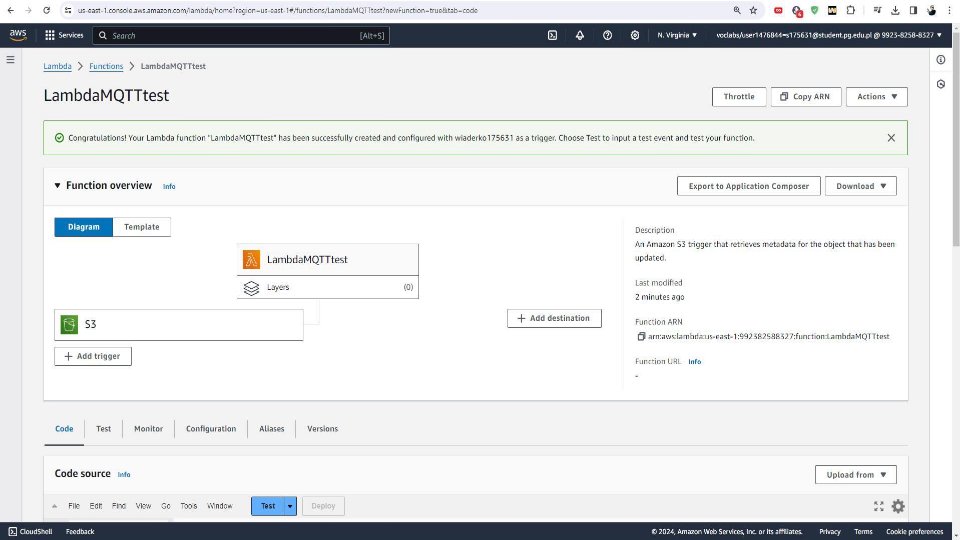 us-east-1.console.aws.amazon.com/lambda/home?region=us-east-1#/functions/LambdaMQTTtest?newFunction=true&tab=code
aws Services Search [Alt+S] N. Virginia voclabs/user1476844=s175631@student.pg.edu.pl @ 9923-8258-8327
Lambda > Functions > LambdaMQTTtest
LambdaMQTTtest
Throttle Copy ARN Actions
Congratulations! Your Lambda function "LambdaMQTTtest" has been successfully created and configured with wiaderko175631 as a trigger. Choose Test to input a test event and test your function.
Function overview Info
Export to Application Composer Download
Diagram Template
LambdaMQTTtest
Layers (0)
S3
Add trigger
Add destination
Description
An Amazon S3 trigger that retrieves metadata for the object that has been
updated.
Last modified
2 minutes ago
Function ARN
arn:aws:lambda:us-east-1:992382588327:function:LambdaMQTTtest
Function URL Info
-
Code Test Monitor Configuration Aliases Versions
Code source Info
Upload from
File Edit Find View Go Tools Window Test Deploy
CloudShell Feedback © 2024, Amazon Web Services, Inc. or its affiliates. Privacy Terms Cookie preferences